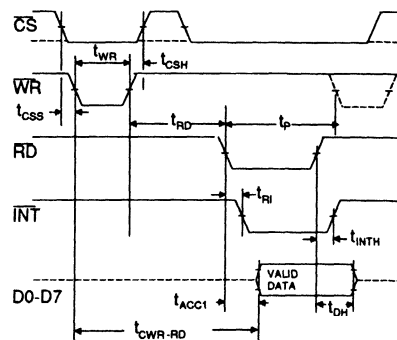 CS
tWR
tCSH
WR
tCSS
tRD
tP
RD
INT
tRI
tINTH
D0-D7
VALID
DATA
tACC1
tDH
tCWR-RD